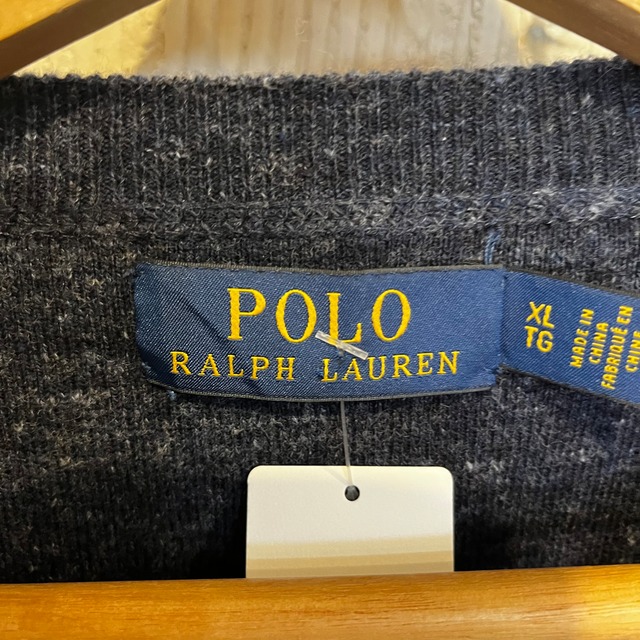 POLO
RALPH LAUREN
XL
TG
MADE IN
CHINA
FABRIQUÉ EN
CHINE